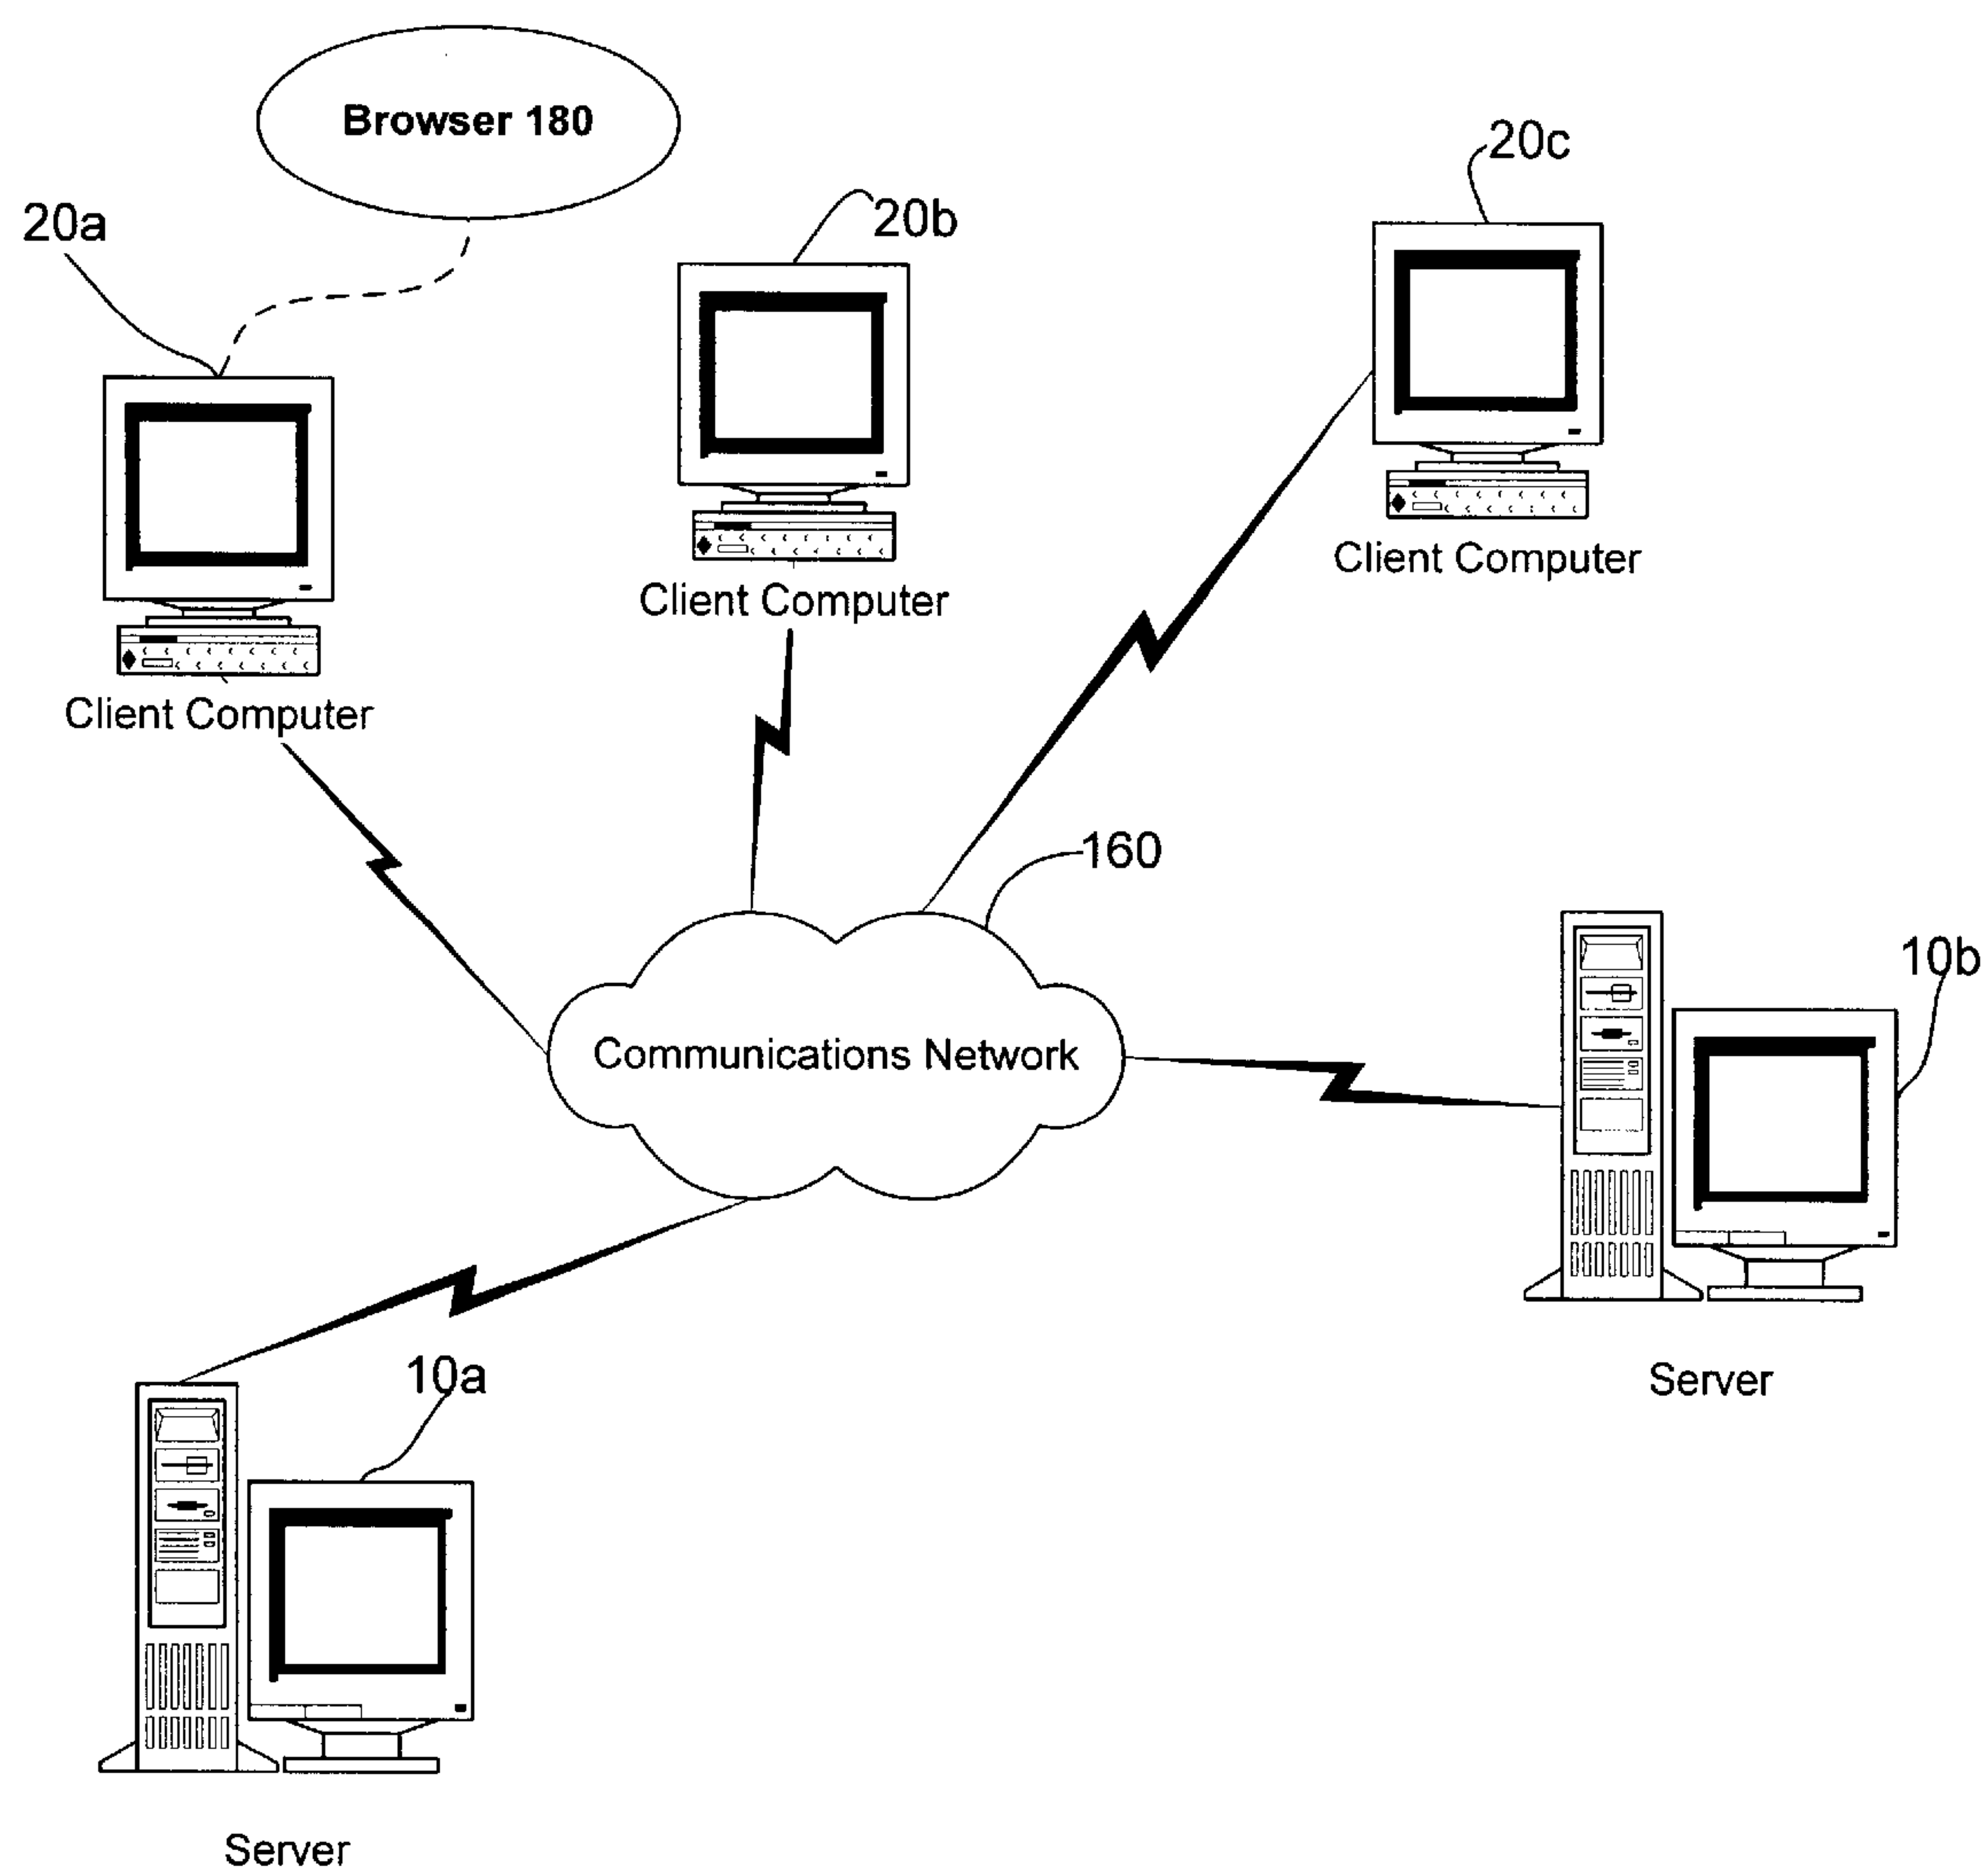 Browser 180
20a
20b
20c
Client Computer
Client Computer
Client Computer
160
Communications Network
10b
Server
10a
Server